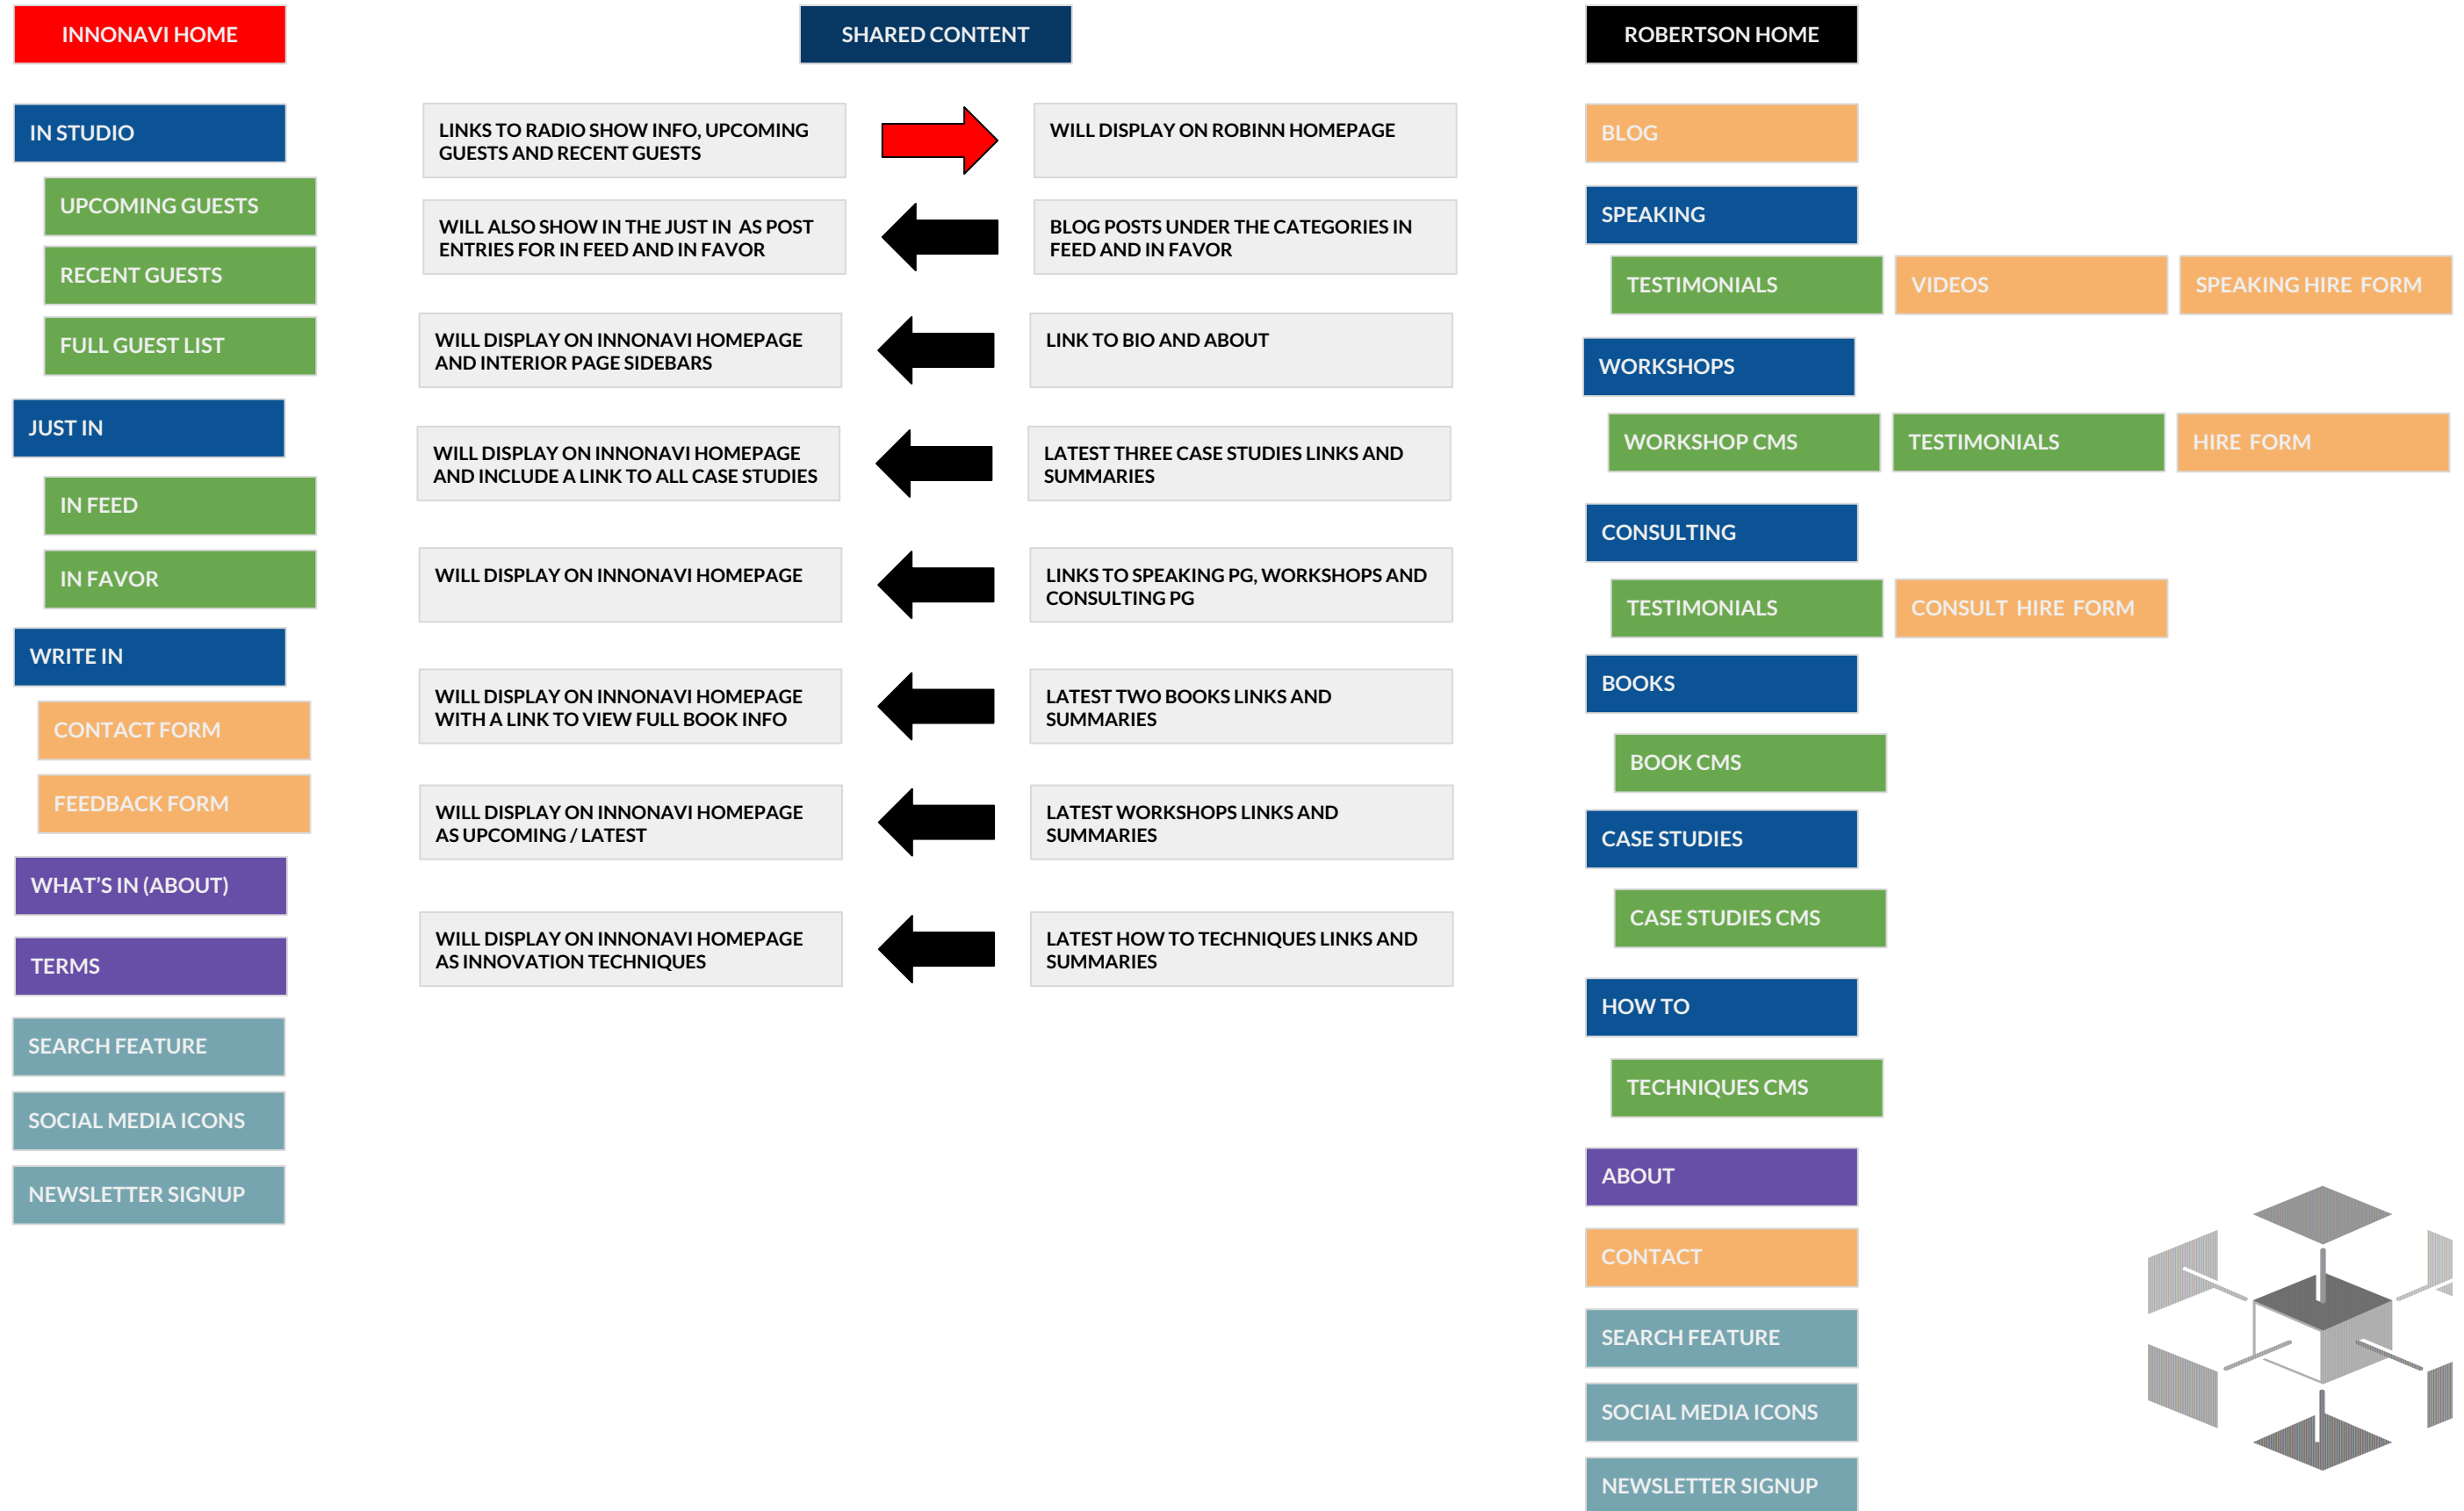 INNONAVI HOME
IN STUDIO
UPCOMING GUESTS
RECENT GUESTS
FULL GUEST LIST
JUST IN
IN FEED
IN FAVOR
WRITE IN
CONTACT FORM
FEEDBACK FORM
WHAT'S IN (ABOUT)
TERMS
SEARCH FEATURE
SOCIAL MEDIA ICONS
NEWSLETTER SIGNUP
SHARED CONTENT
LINKS TO RADIO SHOW INFO, UPCOMING
GUESTS AND RECENT GUESTS
WILL DISPLAY ON ROBINN HOMEPAGE
WILL ALSO SHOW IN THE JUST IN AS POST
ENTRIES FOR IN FEED AND IN FAVOR
BLOG POSTS UNDER THE CATEGORIES IN
FEED AND IN FAVOR
WILL DISPLAY ON INNONAVI HOMEPAGE
AND INTERIOR PAGE SIDEBARS
LINK TO BIO AND ABOUT
WILL DISPLAY ON INNONAVI HOMEPAGE
AND INCLUDE A LINK TO ALL CASE STUDIES
LATEST THREE CASE STUDIES LINKS AND
SUMMARIES
WILL DISPLAY ON INNONAVI HOMEPAGE
LINKS TO SPEAKING PG, WORKSHOPS AND
CONSULTING PG
WILL DISPLAY ON INNONAVI HOMEPAGE
WITH A LINK TO VIEW FULL BOOK INFO
LATEST TWO BOOKS LINKS AND
SUMMARIES
WILL DISPLAY ON INNONAVI HOMEPAGE
AS UPCOMING / LATEST
LATEST WORKSHOPS LINKS AND
SUMMARIES
WILL DISPLAY ON INNONAVI HOMEPAGE
AS INNOVATION TECHNIQUES
LATEST HOW TO TECHNIQUES LINKS AND
SUMMARIES
ROBERTSON HOME
BLOG
SPEAKING
TESTIMONIALS
VIDEOS
SPEAKING HIRE FORM
WORKSHOPS
WORKSHOP CMS
TESTIMONIALS
HIRE FORM
CONSULTING
TESTIMONIALS
CONSULT HIRE FORM
BOOKS
BOOK CMS
CASE STUDIES
CASE STUDIES CMS
HOW TO
TECHNIQUES CMS
ABOUT
CONTACT
SEARCH FEATURE
SOCIAL MEDIA ICONS
NEWSLETTER SIGNUP